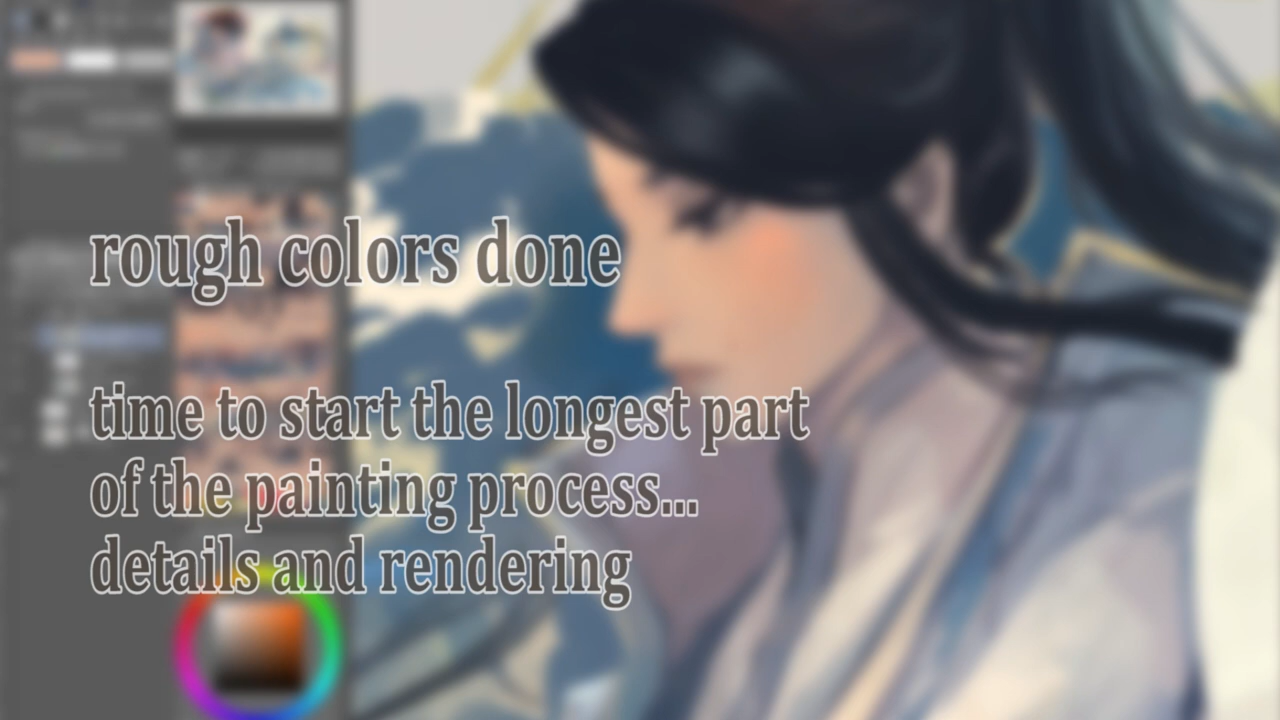 rough colors done
time to start the longest part
of the painting process...
details and rendering